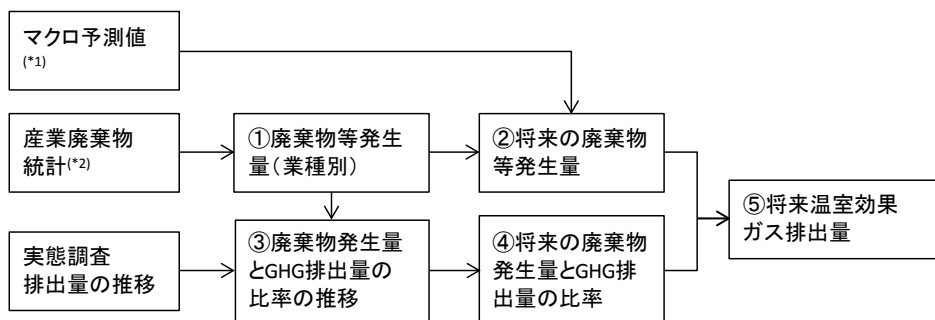 マクロ予測値
(*1)
産業廃棄物
統計(*2)
①廃棄物等発生
量（業種別）
②将来の廃棄物
等発生量
⑤将来温室効果
ガス排出量
実態調査
排出量の推移
③廃棄物発生量
とGHG排出量の
比率の推移
④将来の廃棄物
発生量とGHG排
出量の比率